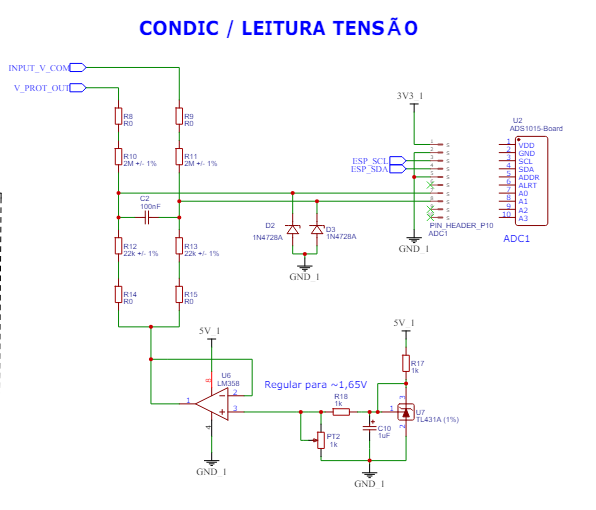 CONDIC / LEITURA TENSÃO
INPUT_V_COM
V_PROT_OUT
R8
R0
R9
R0
R10
2M +/- 1%
R11
2M +/- 1%
C2
100nF
R12
22k +/- 1%
R13
22k +/- 1%
R14
R0
R15
R0
D2
1N4728A
D3
1N4728A
GND_1
3V3_1
ESP_SCL
ESP_SDA
1
2
3
4
5
6
7
8
9
10
S
S
S
S
S
S
S
S
S
S
PIN_HEADER_P10
ADC1
GND_1
U2
ADS1015-Board
1 VDD
2 GND
3 SCL
4 SDA
5 ADDR
6 ALRT
7 A0
8 A1
9 A2
10 A3
ADC1
5V_1
U6
LM358
8
2
1
3
4
GND_1
Regular para ~1,65V
R18
1k
PT2
1k
C10
1uF
5V_1
R17
1k
3
1
2
U7
TL431A (1%)
GND_1